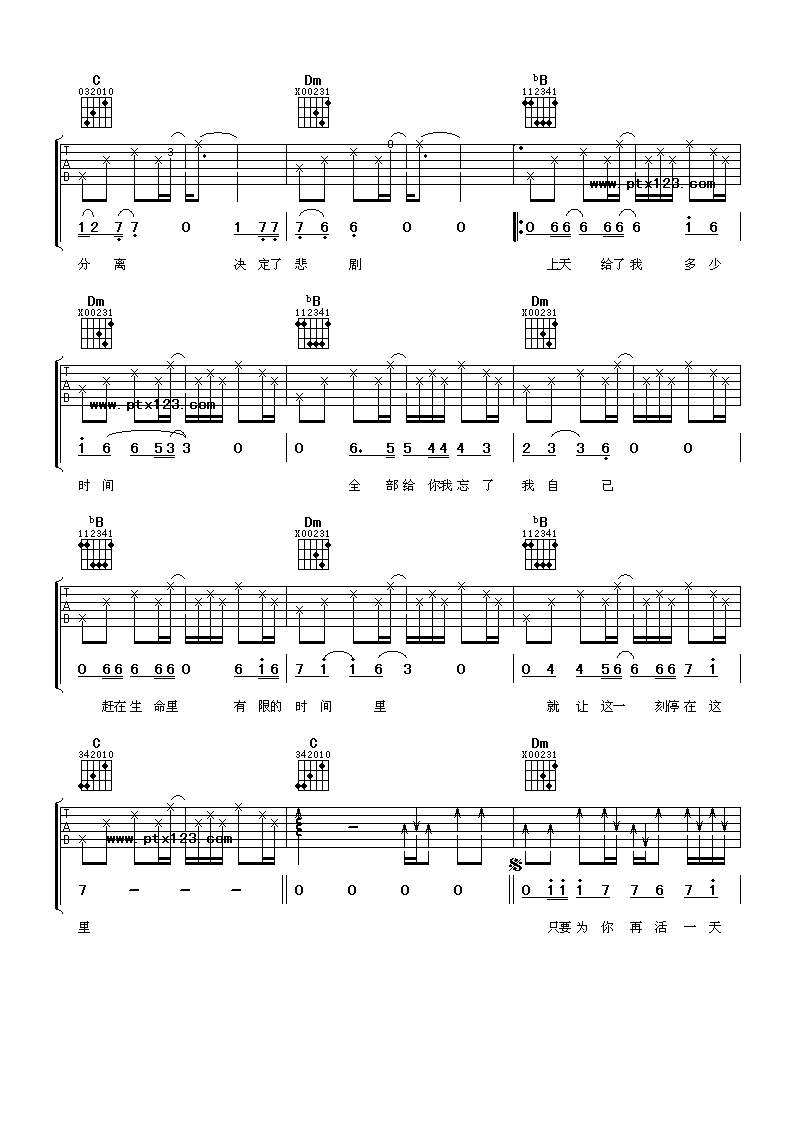 C Dm ♭B
032010 X00231 112341
T A B 3 0
www.ptx123.com
1 2 7 7 0 1 7 7 7 6 6 0 0 0 6 6 6 6 6 6 6 1 6
分 离 决 定了 悲 剧 上天 给了我 多 少
Dm ♭B Dm
X00231 112341 X00231
T A B
www.ptx123.com
1 6 6 5 3 3 0 0 6. 5 5 4 4 4 3 2 3 3 6 0 0
时 间 全 部给 你我忘 了 我 自 已
♭B Dm ♭B
112341 X00231 112341
T A B
0 6 6 6 6 6 0 6 1 6 7 1 1 6 3 0 0 4 4 5 6 6 6 6 7 1
赶在生 命里 有 限的 时 间 里 就 让 这一 刻停在 这
C C Dm
342010 342010 X00231
T A B
www.ptx123.com
7 - - - 0 0 0 0 0 1 1 1 7 7 6 7 1
里 只要为 你 再 活 一 天